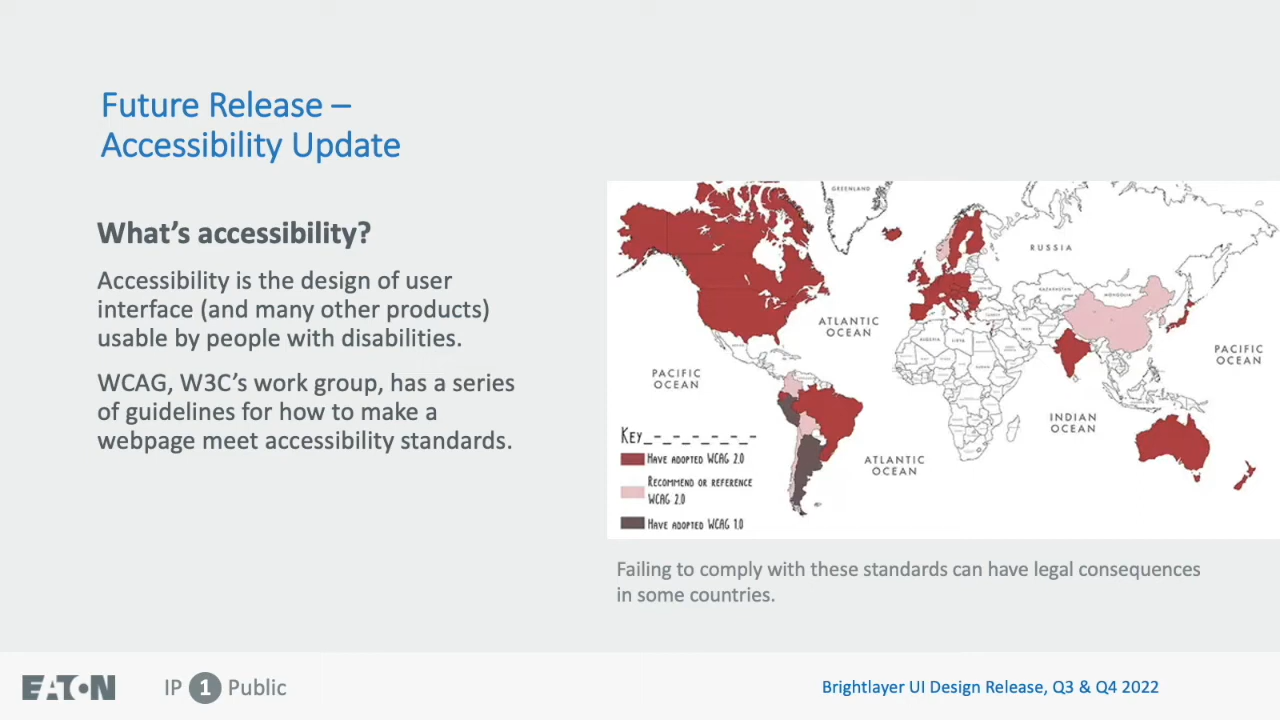 Future Release –
Accessibility Update
What's accessibility?
Accessibility is the design of user
interface (and many other products)
usable by people with disabilities.
WCAG, W3C's work group, has a series
of guidelines for how to make a
webpage meet accessibility standards.
GREENLAND
RUSSIA
KAZAKHSTAN
MONGOLIA
ATLANTIC
OCEAN
ALGERIA
LIBYA
PACIFIC
OCEAN
PACIFIC
OCEAN
INDIAN
OCEAN
ATLANTIC
OCEAN
KEY
HAVE ADOPTED WCAG 2.0
RECOMMEND OR REFERENCE
WCAG 2.0
HAVE ADOPTED WCAG 1.0
Failing to comply with these standards can have legal consequences
in some countries.
EATON
IP 1 Public
Brightlayer UI Design Release, Q3 & Q4 2022